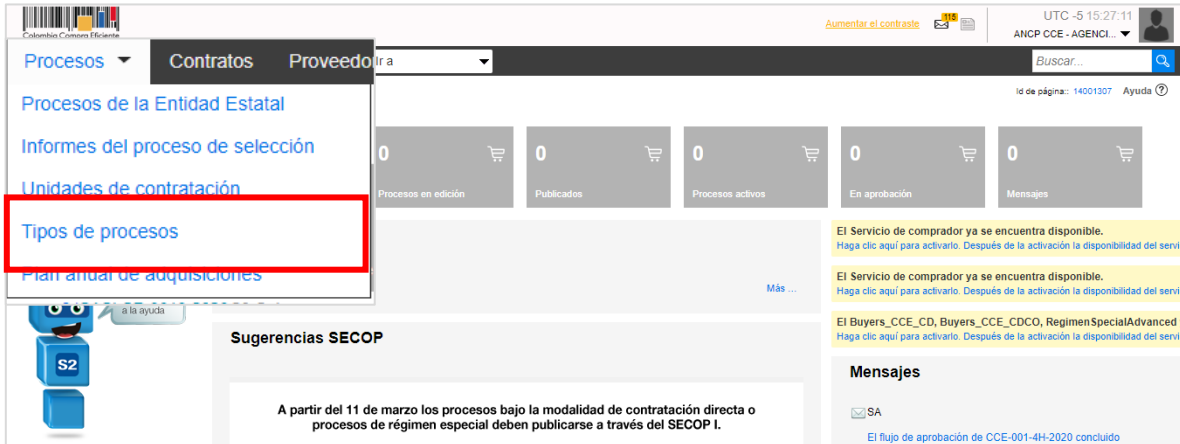 Colombia Compra Eficiente
Aumentar el contraste
115
UTC -5 15:27:11
ANCP CCE - AGENCI...
Procesos
Contratos
Proveedo
Ir a
Buscar...
Id de página:: 14001307 Ayuda ?
Procesos de la Entidad Estatal
Informes del proceso de selección
Unidades de contratación
Tipos de procesos
Plan anual de adquisiciones
0
Procesos en edición
0
Publicados
0
Procesos activos
0
En aprobación
0
Mensajes
El Servicio de comprador ya se encuentra disponible.
Haga clic aquí para activarlo. Después de la activación la disponibilidad del servi
El Servicio de comprador ya se encuentra disponible.
Haga clic aquí para activarlo. Después de la activación la disponibilidad del servi
El Buyers_CCE_CD, Buyers_CCE_CDCO, RegimenSpecialAdvanced
Haga clic aquí para activarlo. Después de la activación la disponibilidad del servi
Más ...
a la ayuda
S2
Sugerencias SECOP
A partir del 11 de marzo los procesos bajo la modalidad de contratación directa o
procesos de régimen especial deben publicarse a través del SECOP I.
Mensajes
SA
El flujo de aprobación de CCE-001-4H-2020 concluido